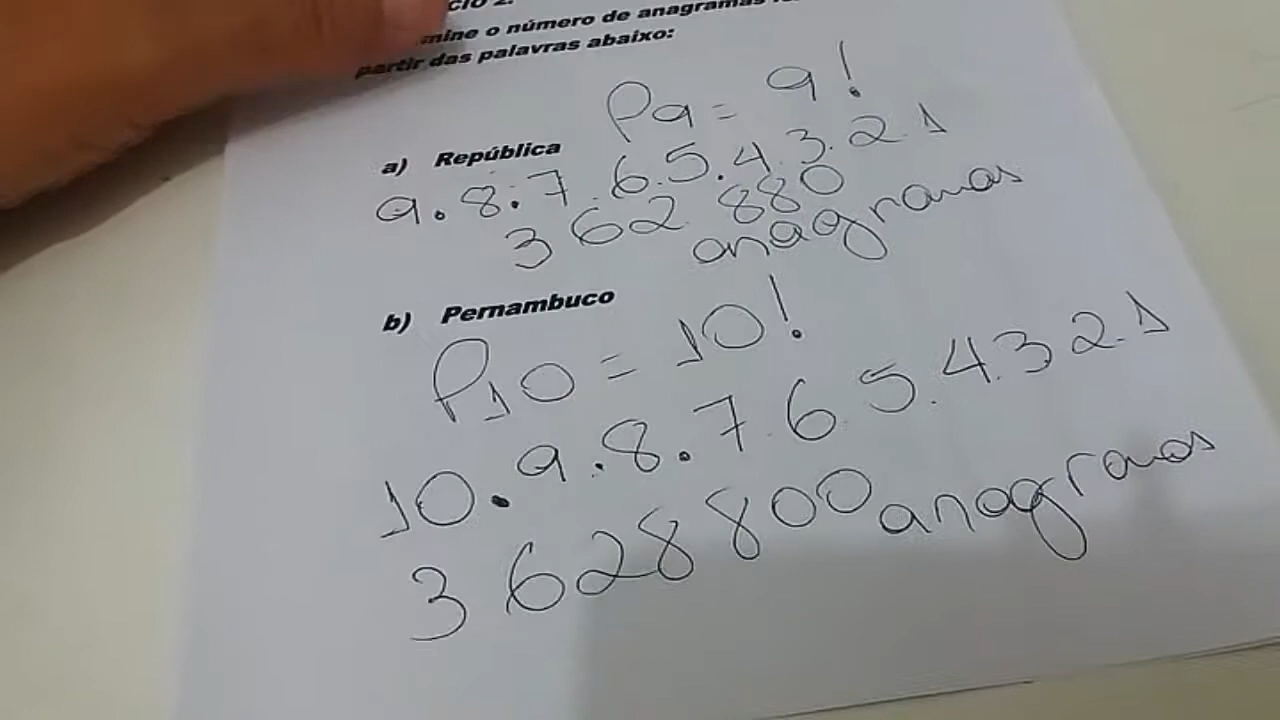 o número de anagramas
partir das palavras abaixo:
P9 = 9!
a) República
9.8.7.6.5.4.3.2.1
362 880
anagramas
b) Pernambuco
P10 = 10!
10.9.8.7.6.5.4.3.2.1
3628800 anagramas